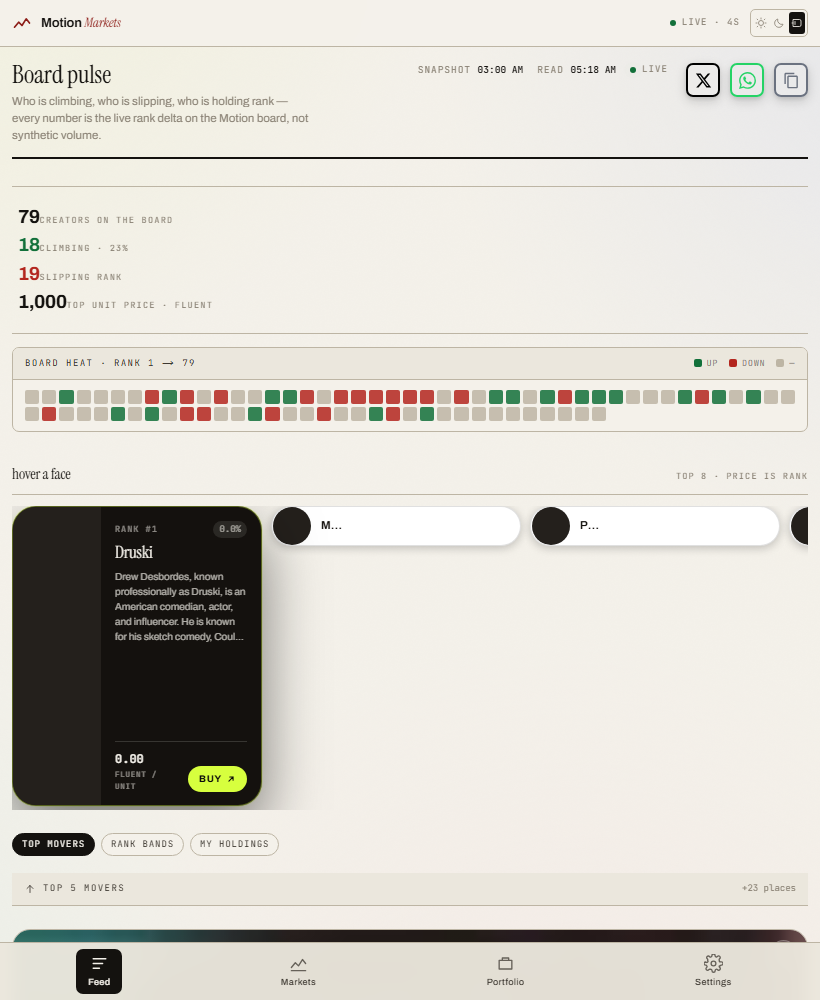 Motion Markets
LIVE · 4S
Board pulse
SNAPSHOT 03:00 AM READ 05:18 AM LIVE
Who is climbing, who is slipping, who is holding rank —
every number is the live rank delta on the Motion board, not
synthetic volume.
79 CREATORS ON THE BOARD
18 CLIMBING · 23%
19 SLIPPING RANK
1,000 TOP UNIT PRICE · FLUENT
BOARD HEAT · RANK 1 → 79
UP DOWN —
hover a face
TOP 8 · PRICE IS RANK
RANK #1 0.0%
Druski
Drew Desbordes, known
professionally as Druski, is an
American comedian, actor,
and influencer. He is known
for his sketch comedy, Coul...
0.00
FLUENT /
UNIT
BUY ↗
M...
P...
TOP MOVERS RANK BANDS MY HOLDINGS
↑ TOP 5 MOVERS
+23 places
Feed Markets Portfolio Settings